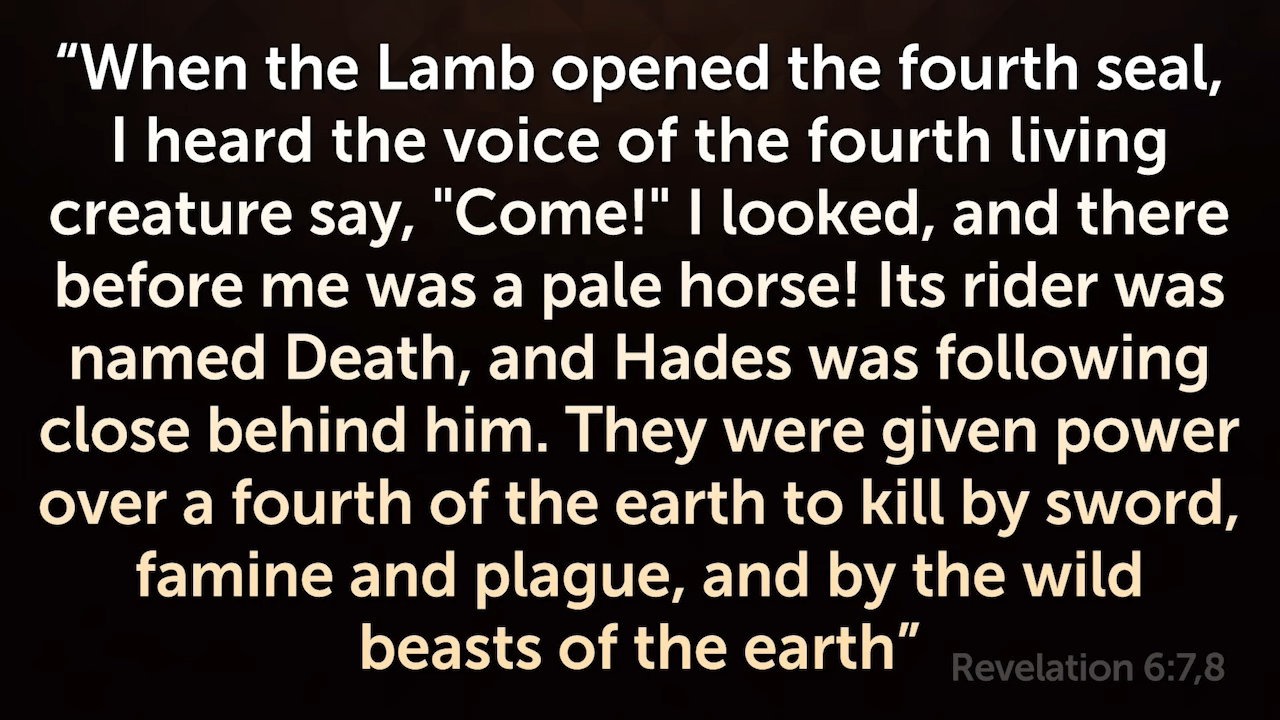 “When the Lamb opened the fourth seal,
I heard the voice of the fourth living
creature say, "Come!" I looked, and there
before me was a pale horse! Its rider was
named Death, and Hades was following
close behind him. They were given power
over a fourth of the earth to kill by sword,
famine and plague, and by the wild
beasts of the earth”
Revelation 6:7,8